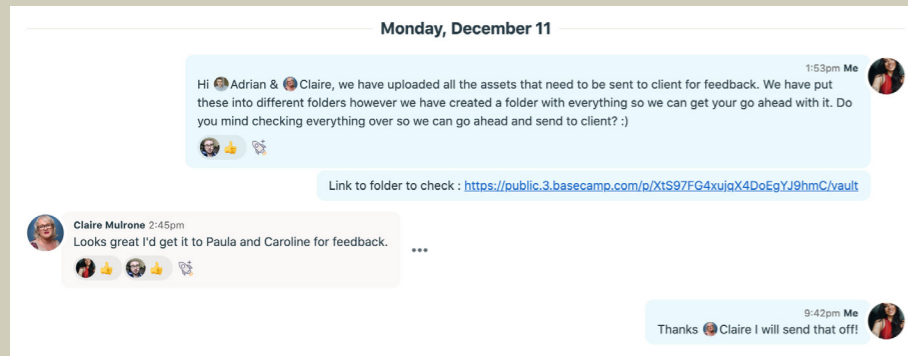 Monday, December 11
1:53pm Me
Hi Adrian & Claire, we have uploaded all the assets that need to be sent to client for feedback. We have put
these into different folders however we have created a folder with everything so we can get your go ahead with it. Do
you mind checking everything over so we can go ahead and send to client? :)
Link to folder to check : https://public.3.basecamp.com/p/XtS97FG4xujqX4DoEgYJ9hmC/vault
Claire Mulrone 2:45pm
Looks great I'd get it to Paula and Caroline for feedback.
9:42pm Me
Thanks Claire I will send that off!